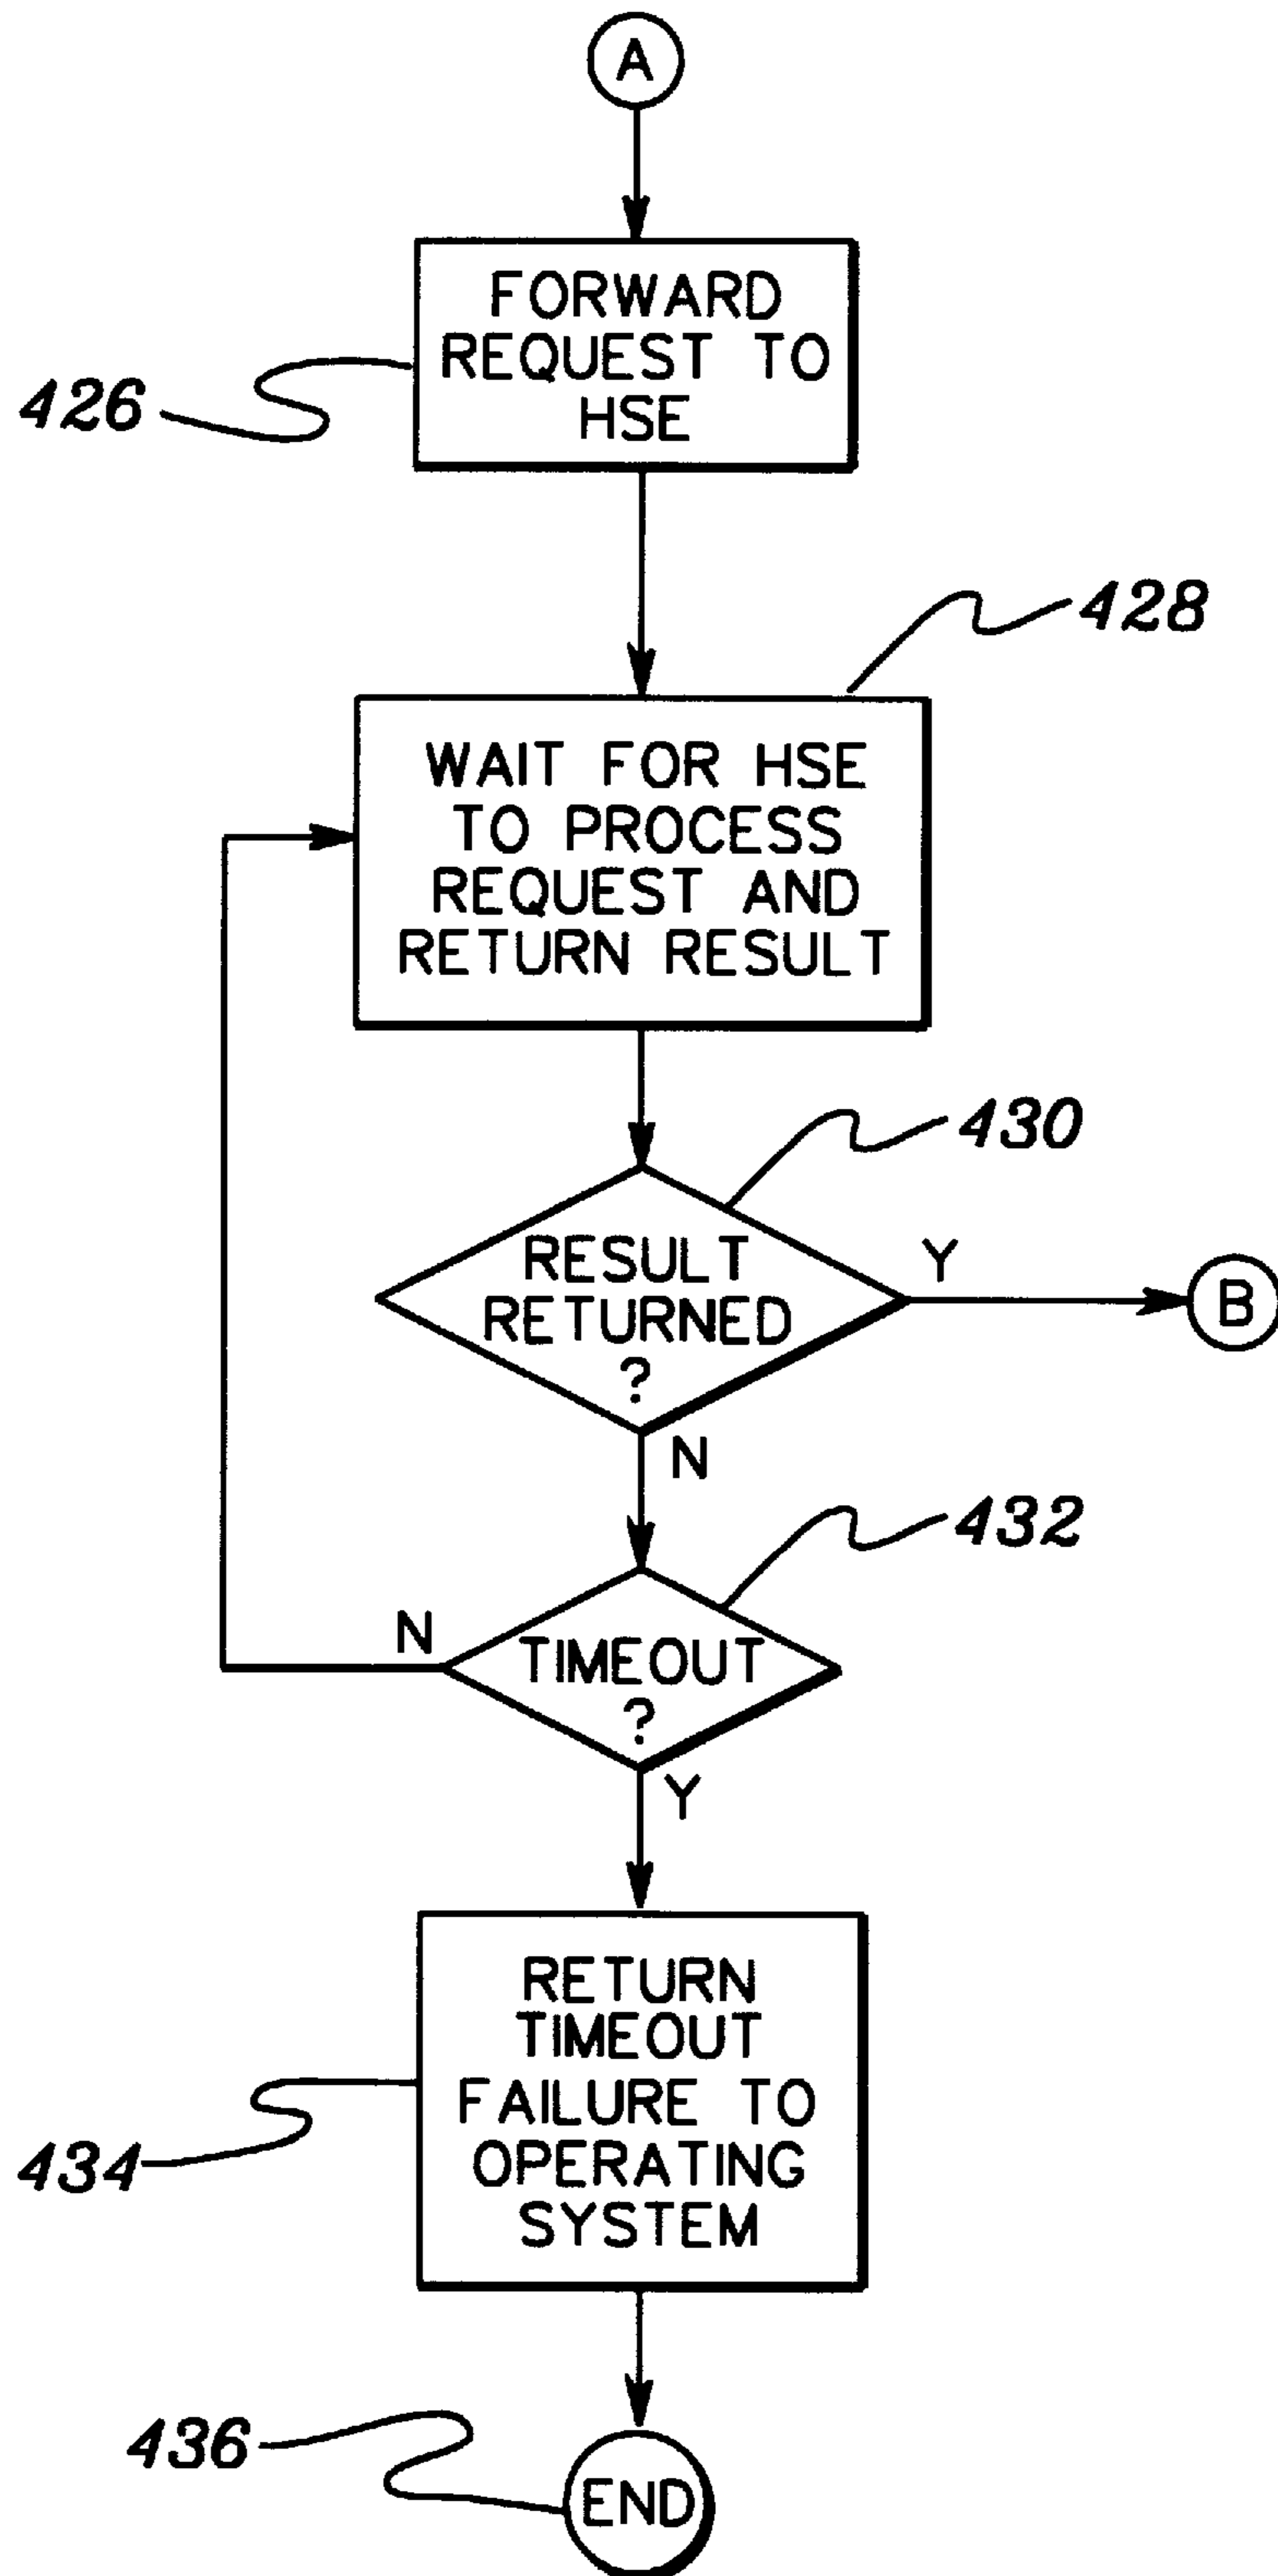 A
FORWARD
REQUEST TO
HSE
426
428
WAIT FOR HSE
TO PROCESS
REQUEST AND
RETURN RESULT
430
RESULT
RETURNED
?
Y
B
N
432
N
TIMEOUT
?
Y
RETURN
TIMEOUT
FAILURE TO
OPERATING
SYSTEM
434
436
END